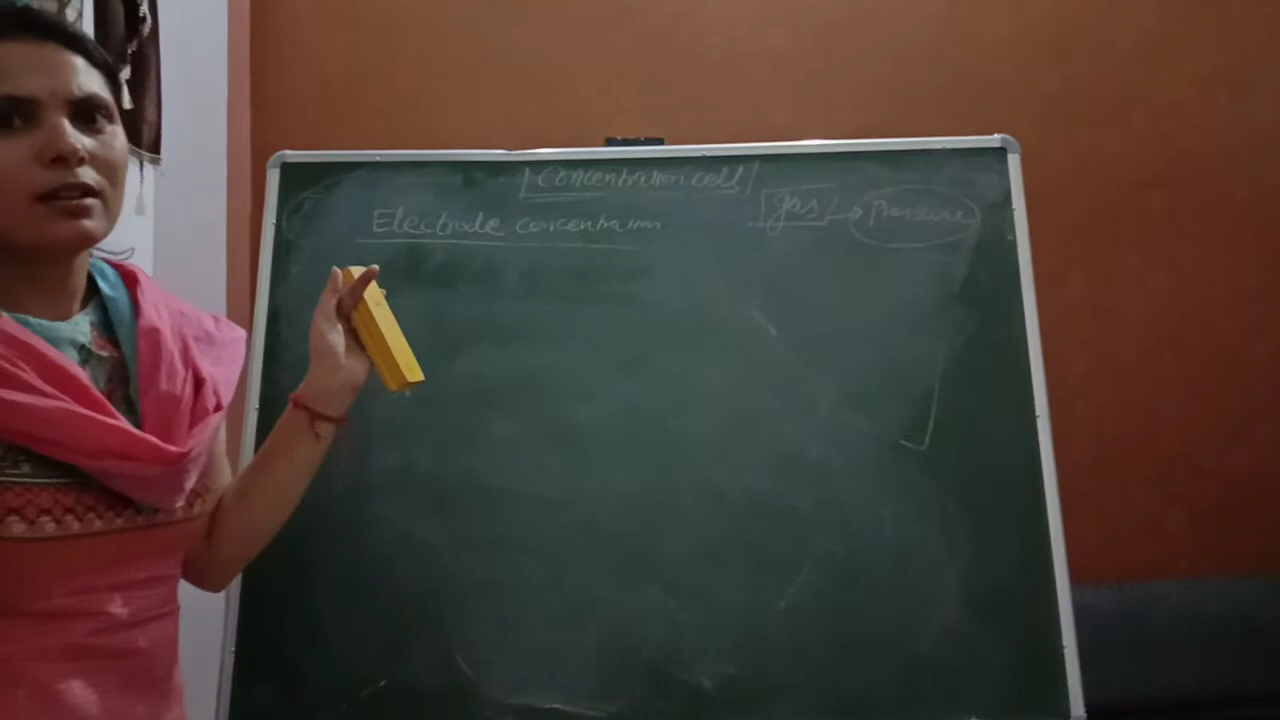 Concentration cell
Electrode concentration
gas → Pressure